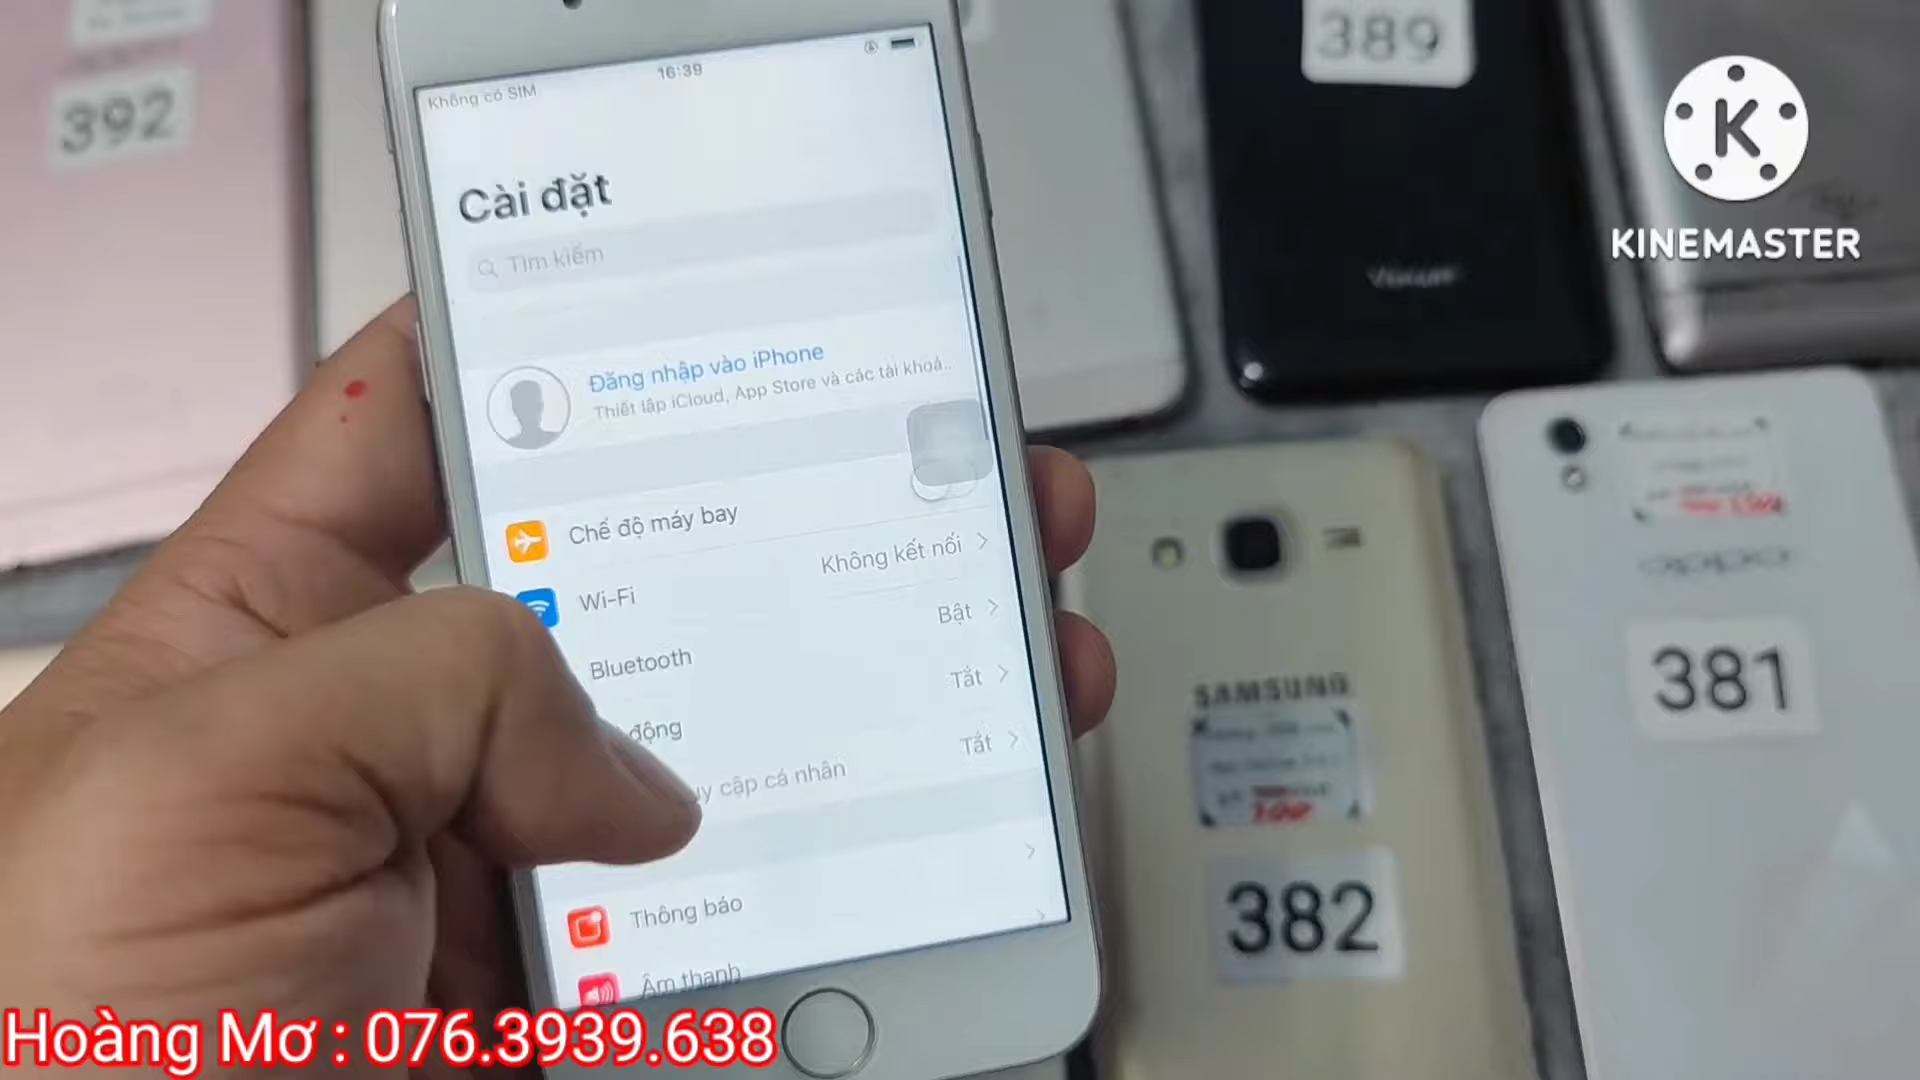 392
389
KINEMASTER
16:39
Không có SIM
Cài đặt
Tìm kiếm
Đăng nhập vào iPhone
Thiết lập iCloud, App Store và các tài khoả...
Chế độ máy bay
Wi-Fi
Không kết nối
Bluetooth
Bật
động
Tắt
uy cập cá nhân
Tắt
Thông báo
Âm thanh
SAMSUNG
oppo
381
382
Hoàng Mơ : 076.3939.638